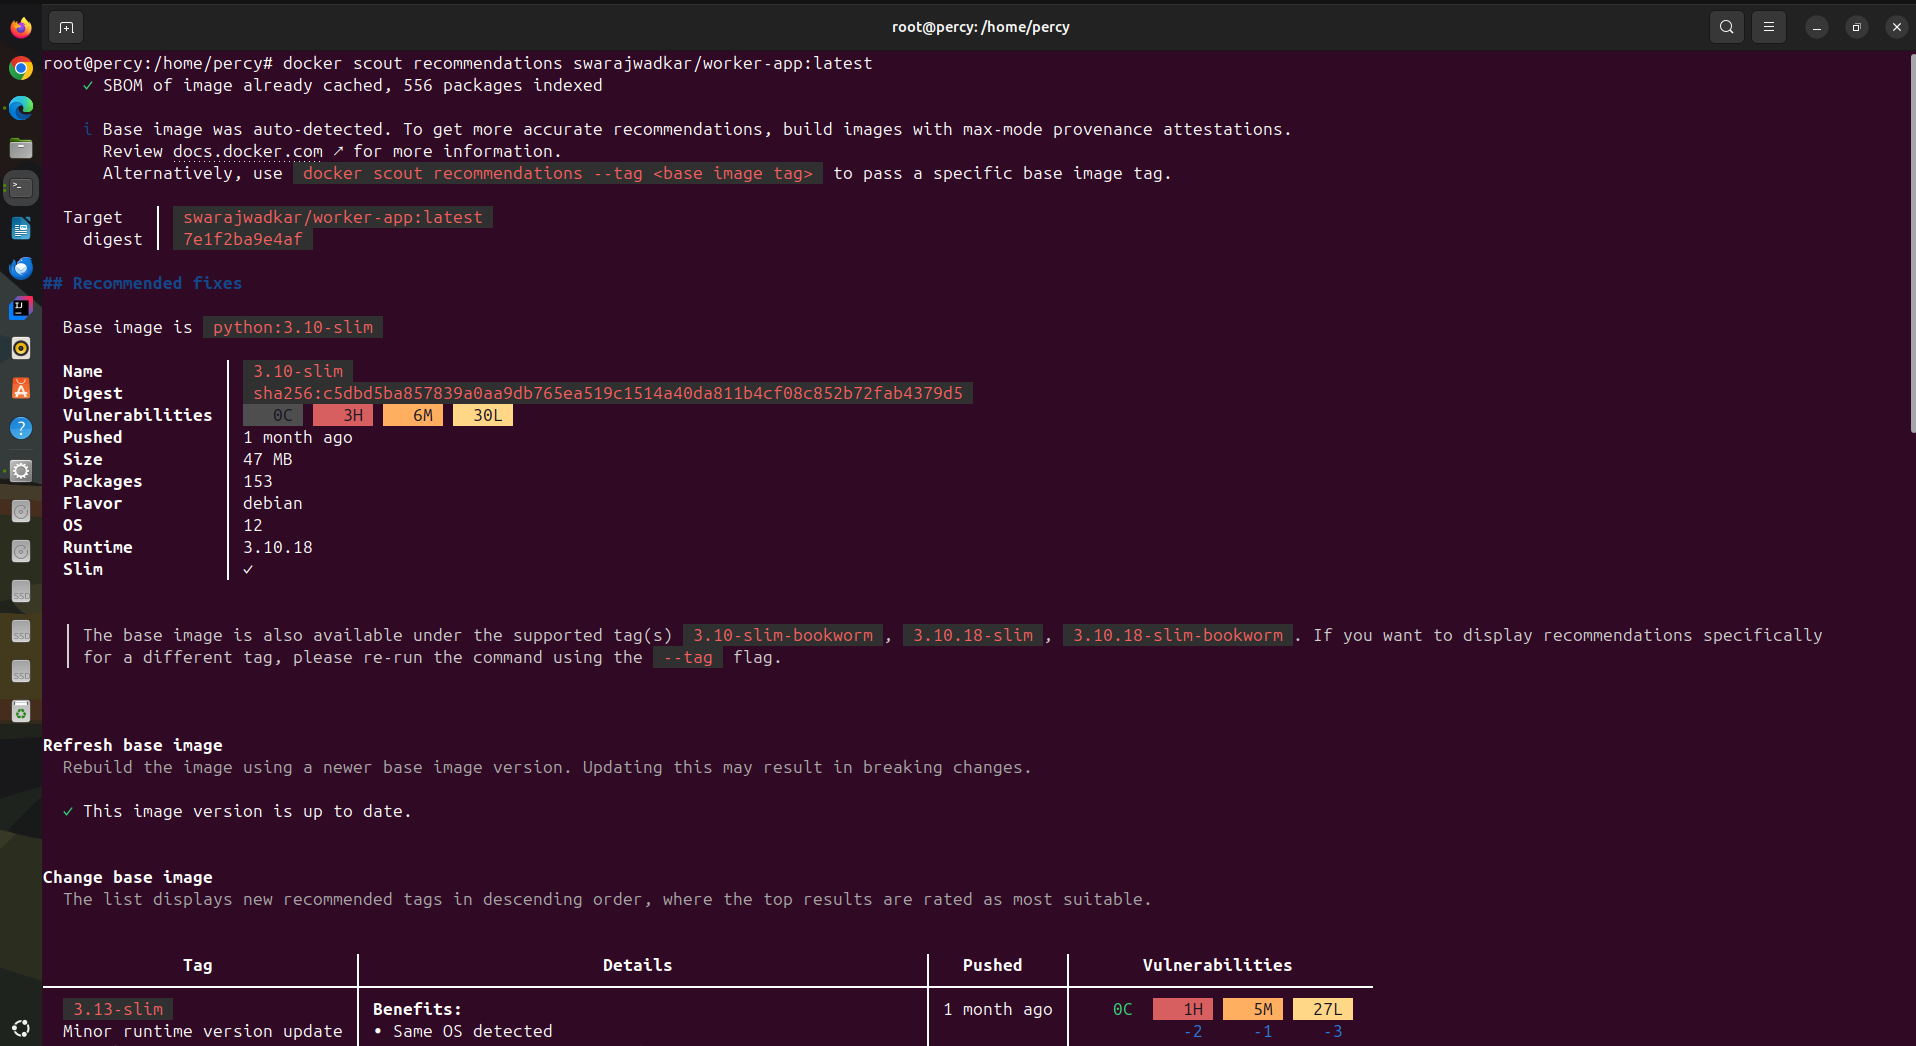 root@percy: /home/percy
root@percy:/home/percy# docker scout recommendations swarajwadkar/worker-app:latest
✓ SBOM of image already cached, 556 packages indexed
i Base image was auto-detected. To get more accurate recommendations, build images with max-mode provenance attestations.
Review docs.docker.com ↗ for more information.
Alternatively, use docker scout recommendations --tag <base image tag> to pass a specific base image tag.
Target │ swarajwadkar/worker-app:latest
digest │ 7e1f2ba9e4af
## Recommended fixes
Base image is python:3.10-slim
Name │ 3.10-slim
Digest │ sha256:c5dbd5ba857839a0aa9db765ea519c1514a40da811b4cf08c852b72fab4379d5
Vulnerabilities │ 0C 3H 6M 30L
Pushed │ 1 month ago
Size │ 47 MB
Packages │ 153
Flavor │ debian
OS │ 12
Runtime │ 3.10.18
Slim │ ✓
│ The base image is also available under the supported tag(s) 3.10-slim-bookworm , 3.10.18-slim , 3.10.18-slim-bookworm . If you want to display recommendations specifically
│ for a different tag, please re-run the command using the --tag flag.
Refresh base image
Rebuild the image using a newer base image version. Updating this may result in breaking changes.
✓ This image version is up to date.
Change base image
The list displays new recommended tags in descending order, where the top results are rated as most suitable.
Tag │ Details │ Pushed │ Vulnerabilities
3.13-slim │ Benefits: │ 1 month ago │ 0C 1H 5M 27L
Minor runtime version update │ • Same OS detected │ │ -2 -1 -3